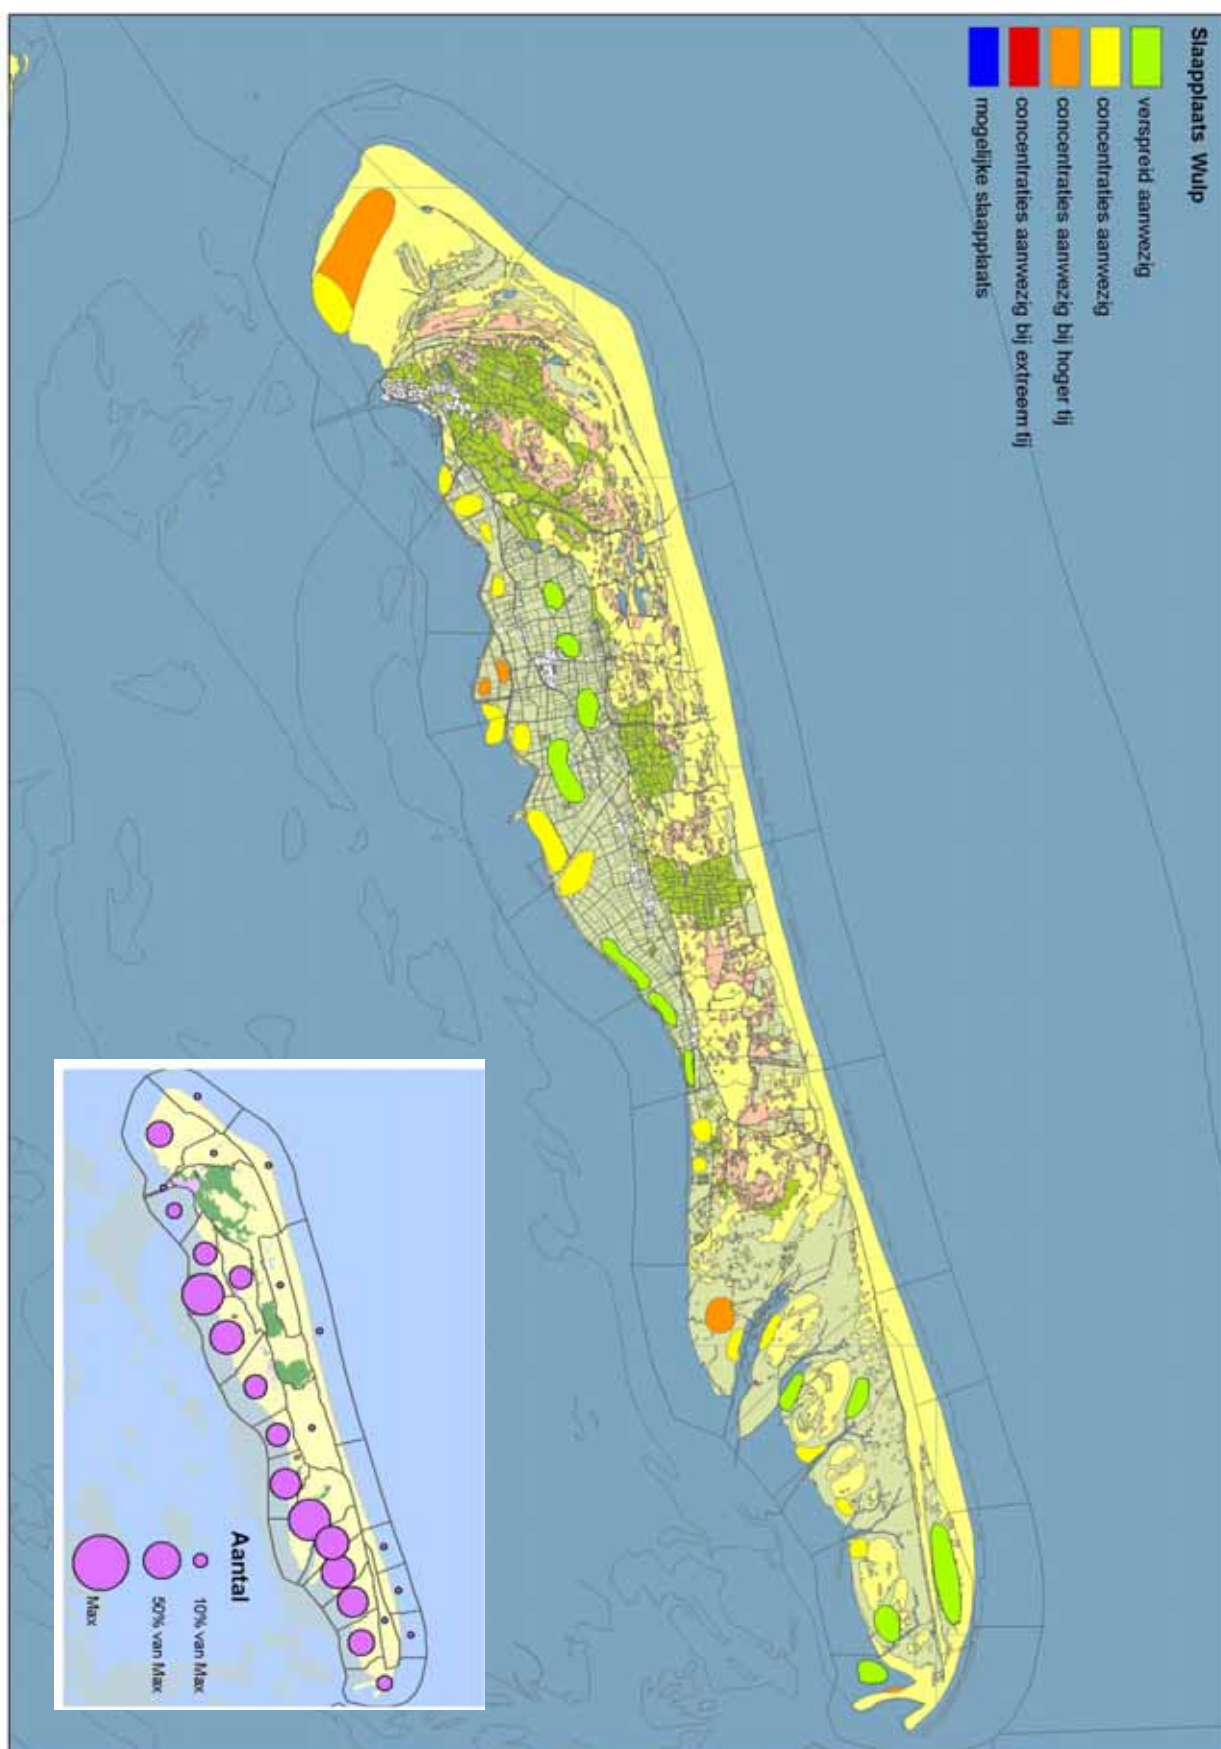 Slaapplaats Wulp
verspreid aanwezig
concentraties aanwezig
concentraties aanwezig bij hoger tij
concentraties aanwezig bij extreem tij
mogelijke slaapplaats
Aantal
10% van Max
50% van Max
Max